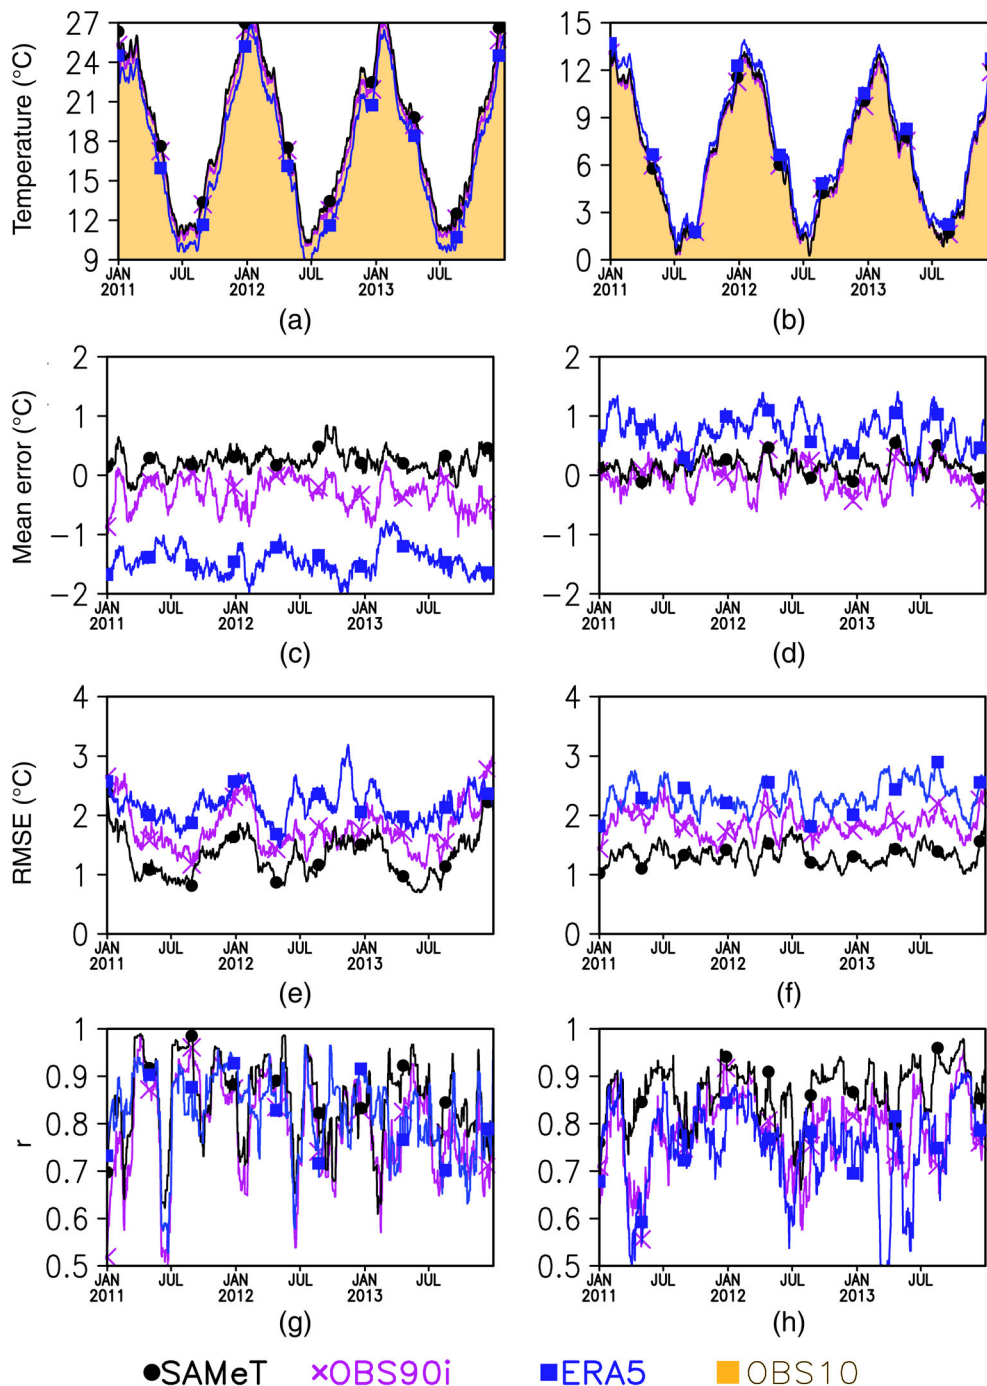 Temperature (°C)
27
24
21
18
15
12
9
JAN
2011
JUL
JAN
2012
JUL
JAN
2013
JUL
(a)
15
12
9
6
3
0
JAN
2011
JUL
JAN
2012
JUL
JAN
2013
JUL
(b)
Mean error (°C)
2
1
0
−1
−2
JAN
2011
JUL
JAN
2012
JUL
JAN
2013
JUL
(c)
2
1
0
−1
−2
JAN
2011
JUL
JAN
2012
JUL
JAN
2013
JUL
(d)
RMSE (°C)
4
3
2
1
0
JAN
2011
JUL
JAN
2012
JUL
JAN
2013
JUL
(e)
4
3
2
1
0
JAN
2011
JUL
JAN
2012
JUL
JAN
2013
JUL
(f)
r
1
0.9
0.8
0.7
0.6
0.5
JAN
2011
JUL
JAN
2012
JUL
JAN
2013
JUL
(g)
1
0.9
0.8
0.7
0.6
0.5
JAN
2011
JUL
JAN
2012
JUL
JAN
2013
JUL
(h)
SAMeT OBS90i ERA5 OBS10